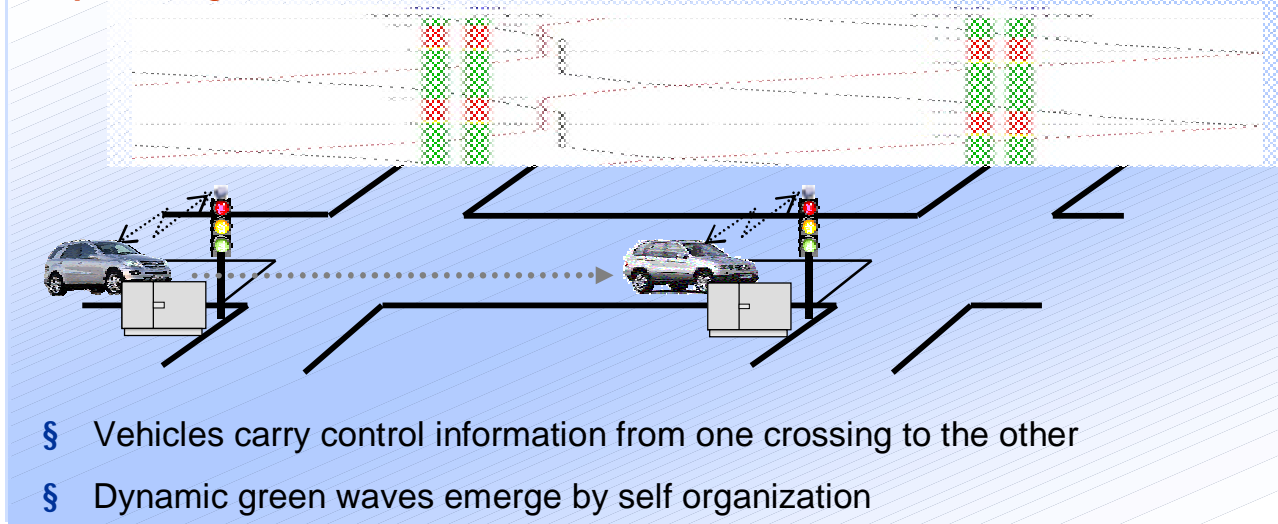 § Vehicles carry control information from one crossing to the other
§ Dynamic green waves emerge by self organization